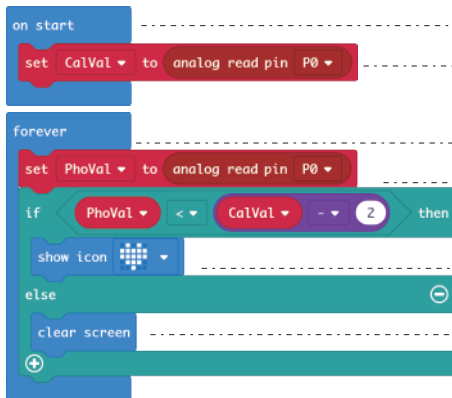 on start
set CalVal to analog read pin P0
forever
set PhoVal to analog read pin P0
if PhoVal < CalVal - 2 then
show icon
else
clear screen